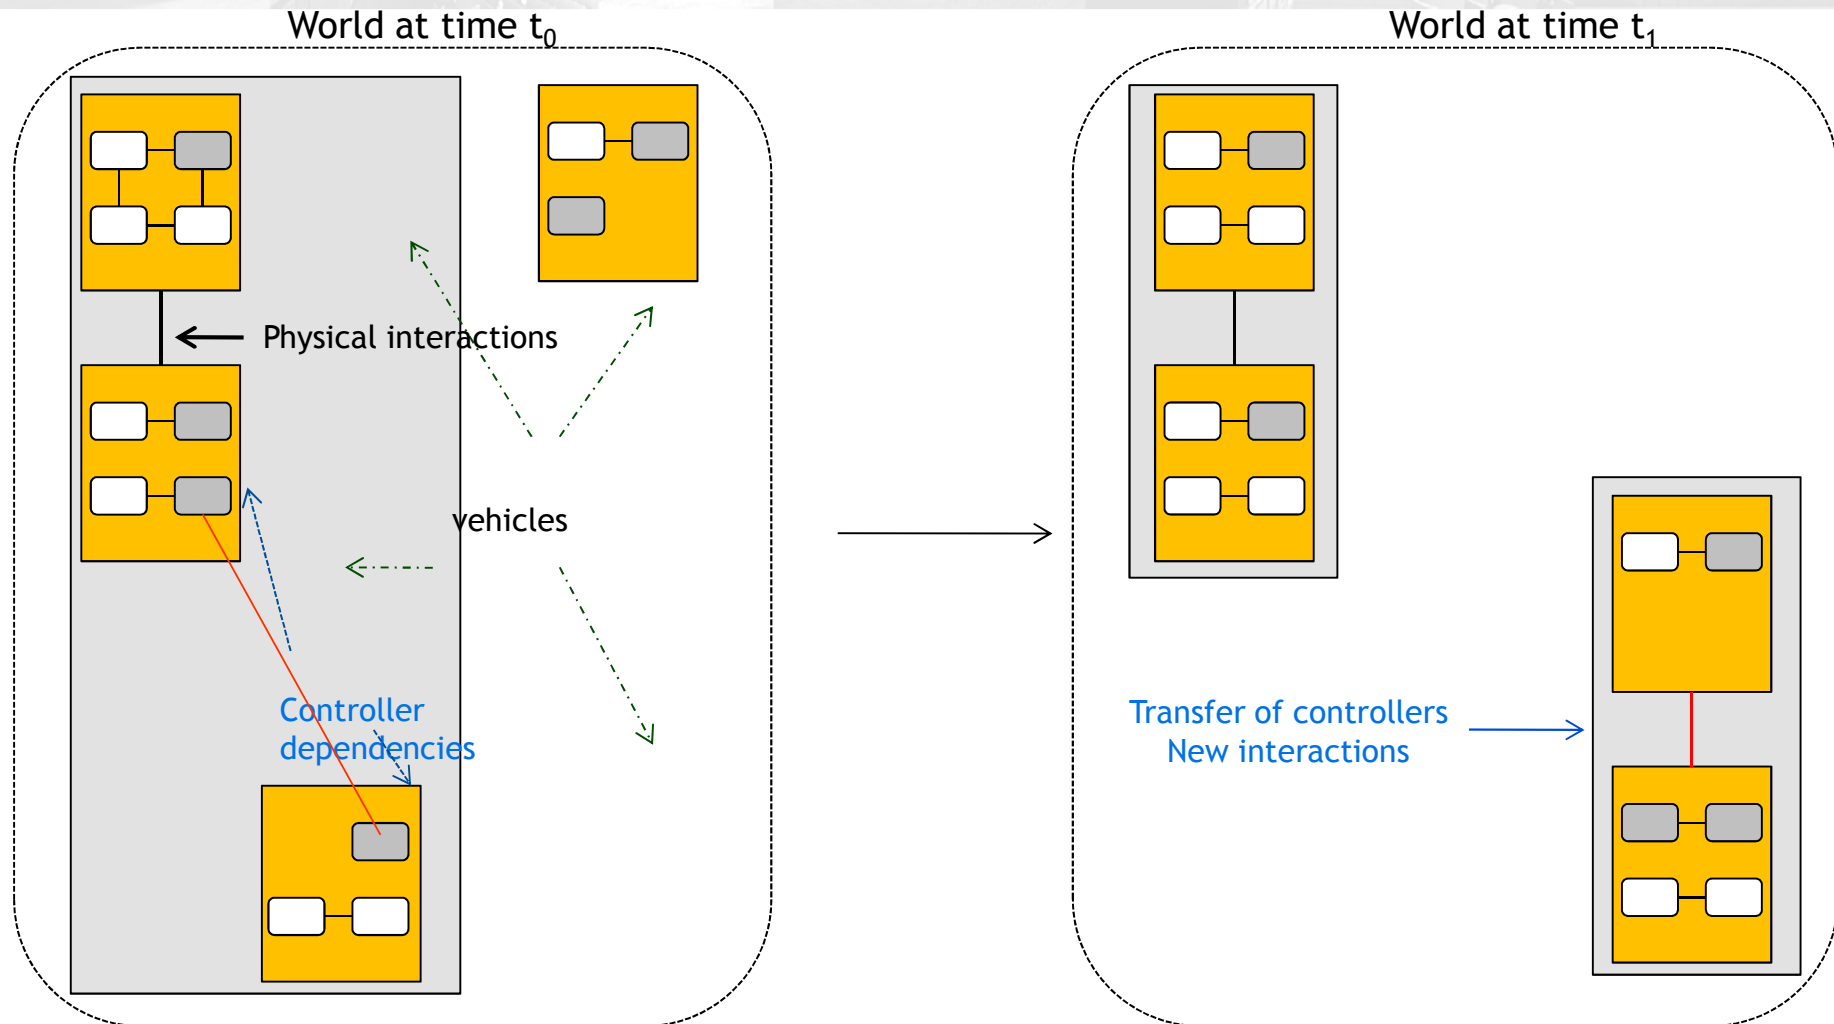 World at time t₀
World at time t₁
Physical interactions
vehicles
Controller
dependencies
Transfer of controllers
New interactions